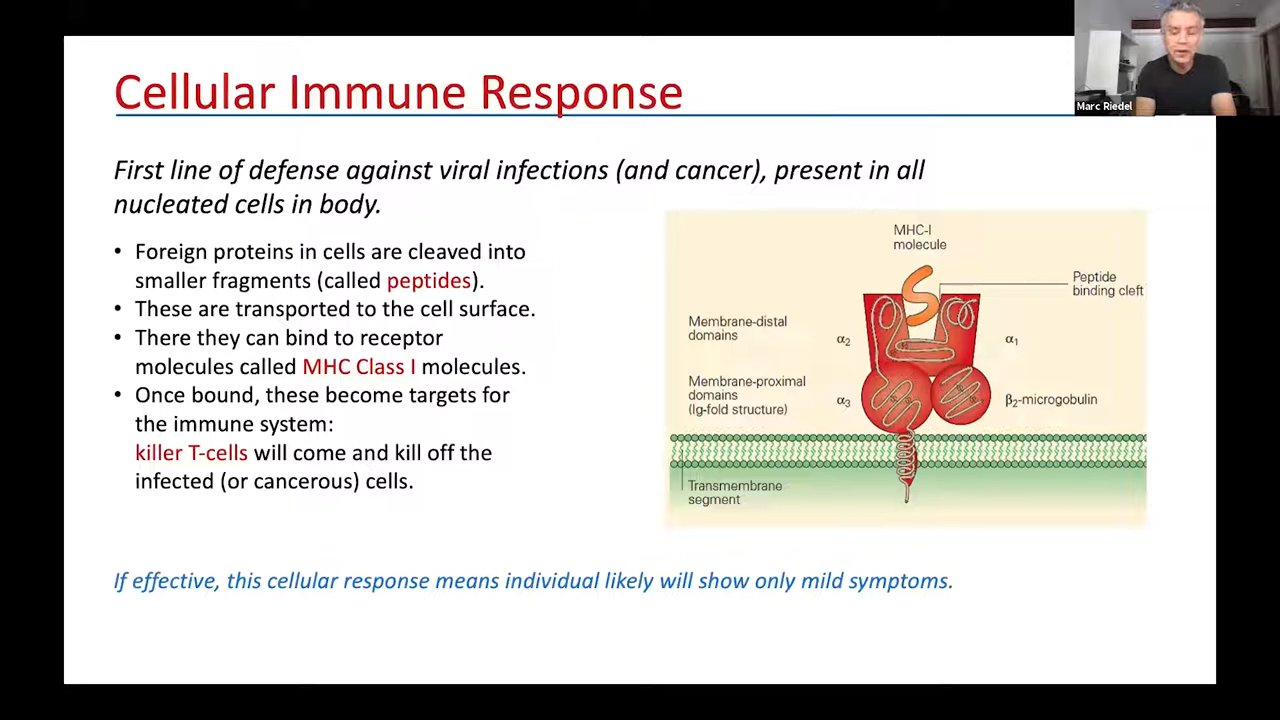 Cellular Immune Response
Marc Riedel
First line of defense against viral infections (and cancer), present in all
nucleated cells in body.
• Foreign proteins in cells are cleaved into
smaller fragments (called peptides).
• These are transported to the cell surface.
• There they can bind to receptor
molecules called MHC Class I molecules.
• Once bound, these become targets for
the immune system:
killer T-cells will come and kill off the
infected (or cancerous) cells.
MHC-I
molecule
Peptide
binding cleft
Membrane-distal
domains
α2
α1
Membrane-proximal
domains
(Ig-fold structure)
α3
β2-microgobulin
Transmembrane
segment
If effective, this cellular response means individual likely will show only mild symptoms.